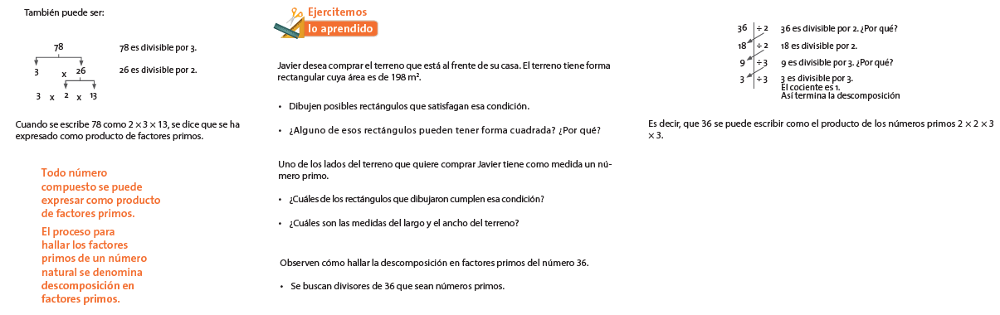 También puede ser:
78
78 es divisible por 3.
3 x 26
26 es divisible por 2.
3 x 2 x 13
Cuando se escribe 78 como 2 × 3 × 13, se dice que se ha
expresado como producto de factores primos.
Todo número
compuesto se puede
expresar como producto
de factores primos.
El proceso para
hallar los factores
primos de un número
natural se denomina
descomposición en
factores primos.
Ejercitemos
lo aprendido
Javier desea comprar el terreno que está al frente de su casa. El terreno tiene forma
rectangular cuya área es de 198 m².
• Dibujen posibles rectángulos que satisfagan esa condición.
• ¿Alguno de esos rectángulos pueden tener forma cuadrada? ¿Por qué?
Uno de los lados del terreno que quiere comprar Javier tiene como medida un nú-
mero primo.
• ¿Cuáles de los rectángulos que dibujaron cumplen esa condición?
• ¿Cuáles son las medidas del largo y el ancho del terreno?
Observen cómo hallar la descomposición en factores primos del número 36.
• Se buscan divisores de 36 que sean números primos.
36 ÷ 2 36 es divisible por 2. ¿Por qué?
18 ÷ 2 18 es divisible por 2.
9 ÷ 3 9 es divisible por 3. ¿Por qué?
3 ÷ 3 3 es divisible por 3.
El cociente es 1.
Así termina la descomposición
Es decir, que 36 se puede escribir como el producto de los números primos 2 × 2 × 3
× 3.